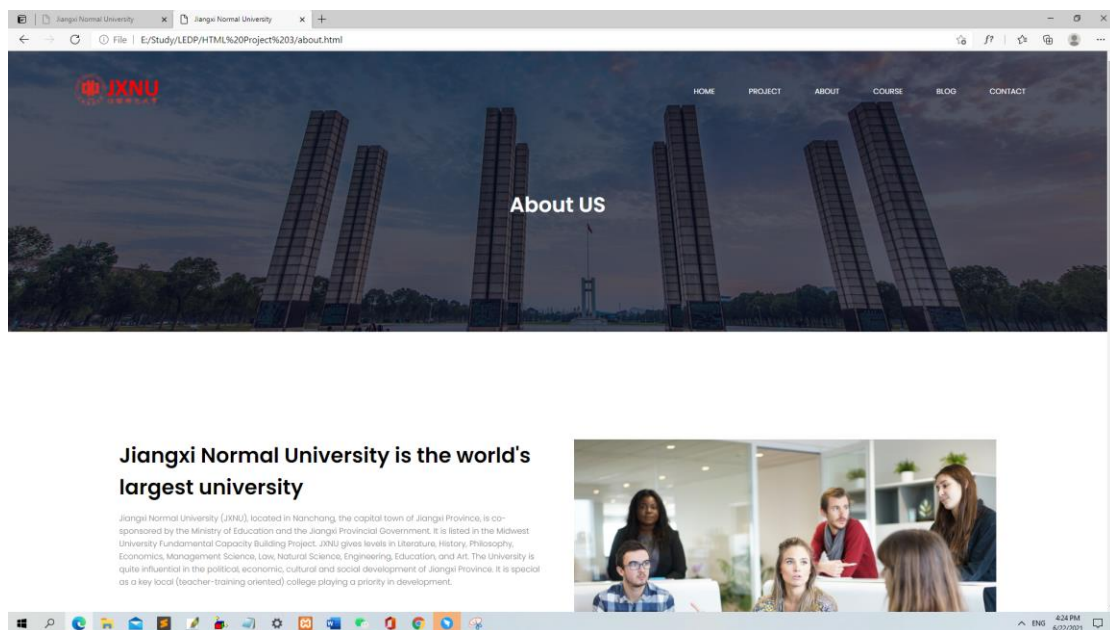 Jiangxi Normal University
Jiangxi Normal University
File | E:/Study/LEDP/HTML%20Project%203/about.html
JXNU
HOME PROJECT ABOUT COURSE BLOG CONTACT
About US
Jiangxi Normal University is the world's
largest university
Jiangxi Normal University (JXNU), located in Nanchang, the capital town of Jiangxi Province, is co-
sponsored by the Ministry of Education and the Jiangxi Provincial Government. It is listed in the Midwest
University Fundamental Capacity Building Project. JXNU gives levels in Literature, History, Philosophy,
Economics, Management Science, Law, Natural Science, Engineering, Education, and Art. The University is
quite influential in the political, economic, cultural and social development of Jiangxi Province. It is special
as a key local (teacher-training oriented) college playing a priority in development.
ENG 4:24 PM
6/22/2021